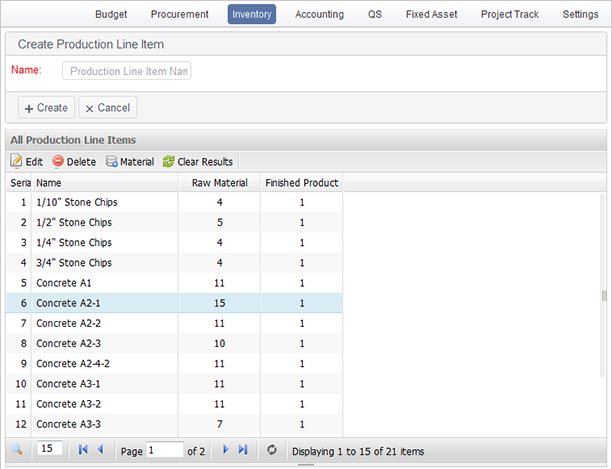 Budget Procurement Inventory Accounting QS Fixed Asset Project Track Settings
Create Production Line Item
Name: Production Line Item Nan
+ Create × Cancel
All Production Line Items
Edit Delete Material Clear Results
Seria Name Raw Material Finished Product
1 1/10" Stone Chips 4 1
2 1/2" Stone Chips 5 1
3 1/4" Stone Chips 4 1
4 3/4" Stone Chips 4 1
5 Concrete A1 11 1
6 Concrete A2-1 15 1
7 Concrete A2-2 11 1
8 Concrete A2-3 10 1
9 Concrete A2-4-2 11 1
10 Concrete A3-1 11 1
11 Concrete A3-2 11 1
12 Concrete A3-3 7 1
15 Page 1 of 2 Displaying 1 to 15 of 21 items